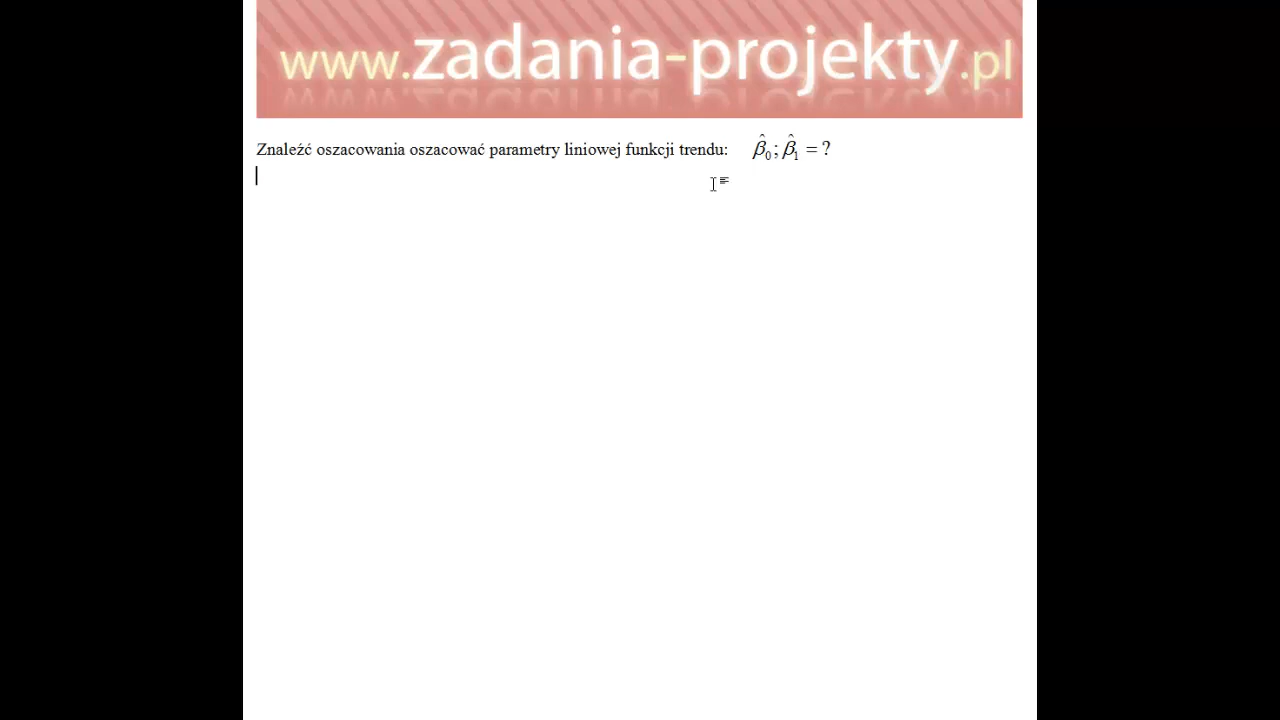 www.zadania-projekty.pl
Znaleźć oszacowania oszacować parametry liniowej funkcji trendu: β̂₀; β̂₁ = ?